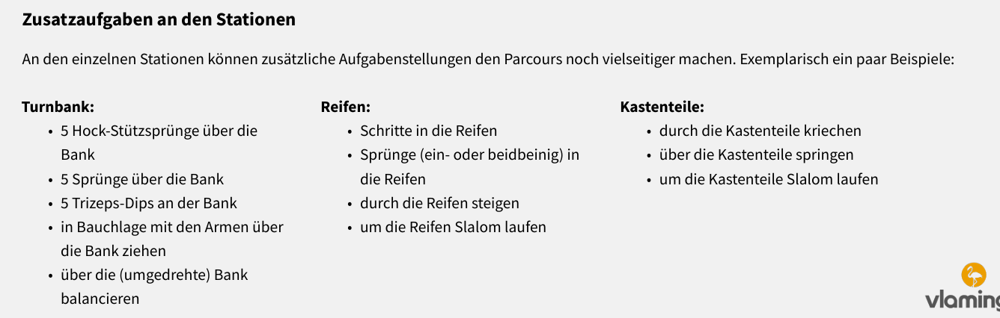 Zusatzaufgaben an den Stationen
An den einzelnen Stationen können zusätzliche Aufgabenstellungen den Parcours noch vielseitiger machen. Exemplarisch ein paar Beispiele:
Turnbank:
• 5 Hock-Stützsprünge über die
Bank
• 5 Sprünge über die Bank
• 5 Trizeps-Dips an der Bank
• in Bauchlage mit den Armen über
die Bank ziehen
• über die (umgedrehte) Bank
balancieren
Reifen:
• Schritte in die Reifen
• Sprünge (ein- oder beidbeinig) in
die Reifen
• durch die Reifen steigen
• um die Reifen Slalom laufen
Kastenteile:
• durch die Kastenteile kriechen
• über die Kastenteile springen
• um die Kastenteile Slalom laufen
vlaming